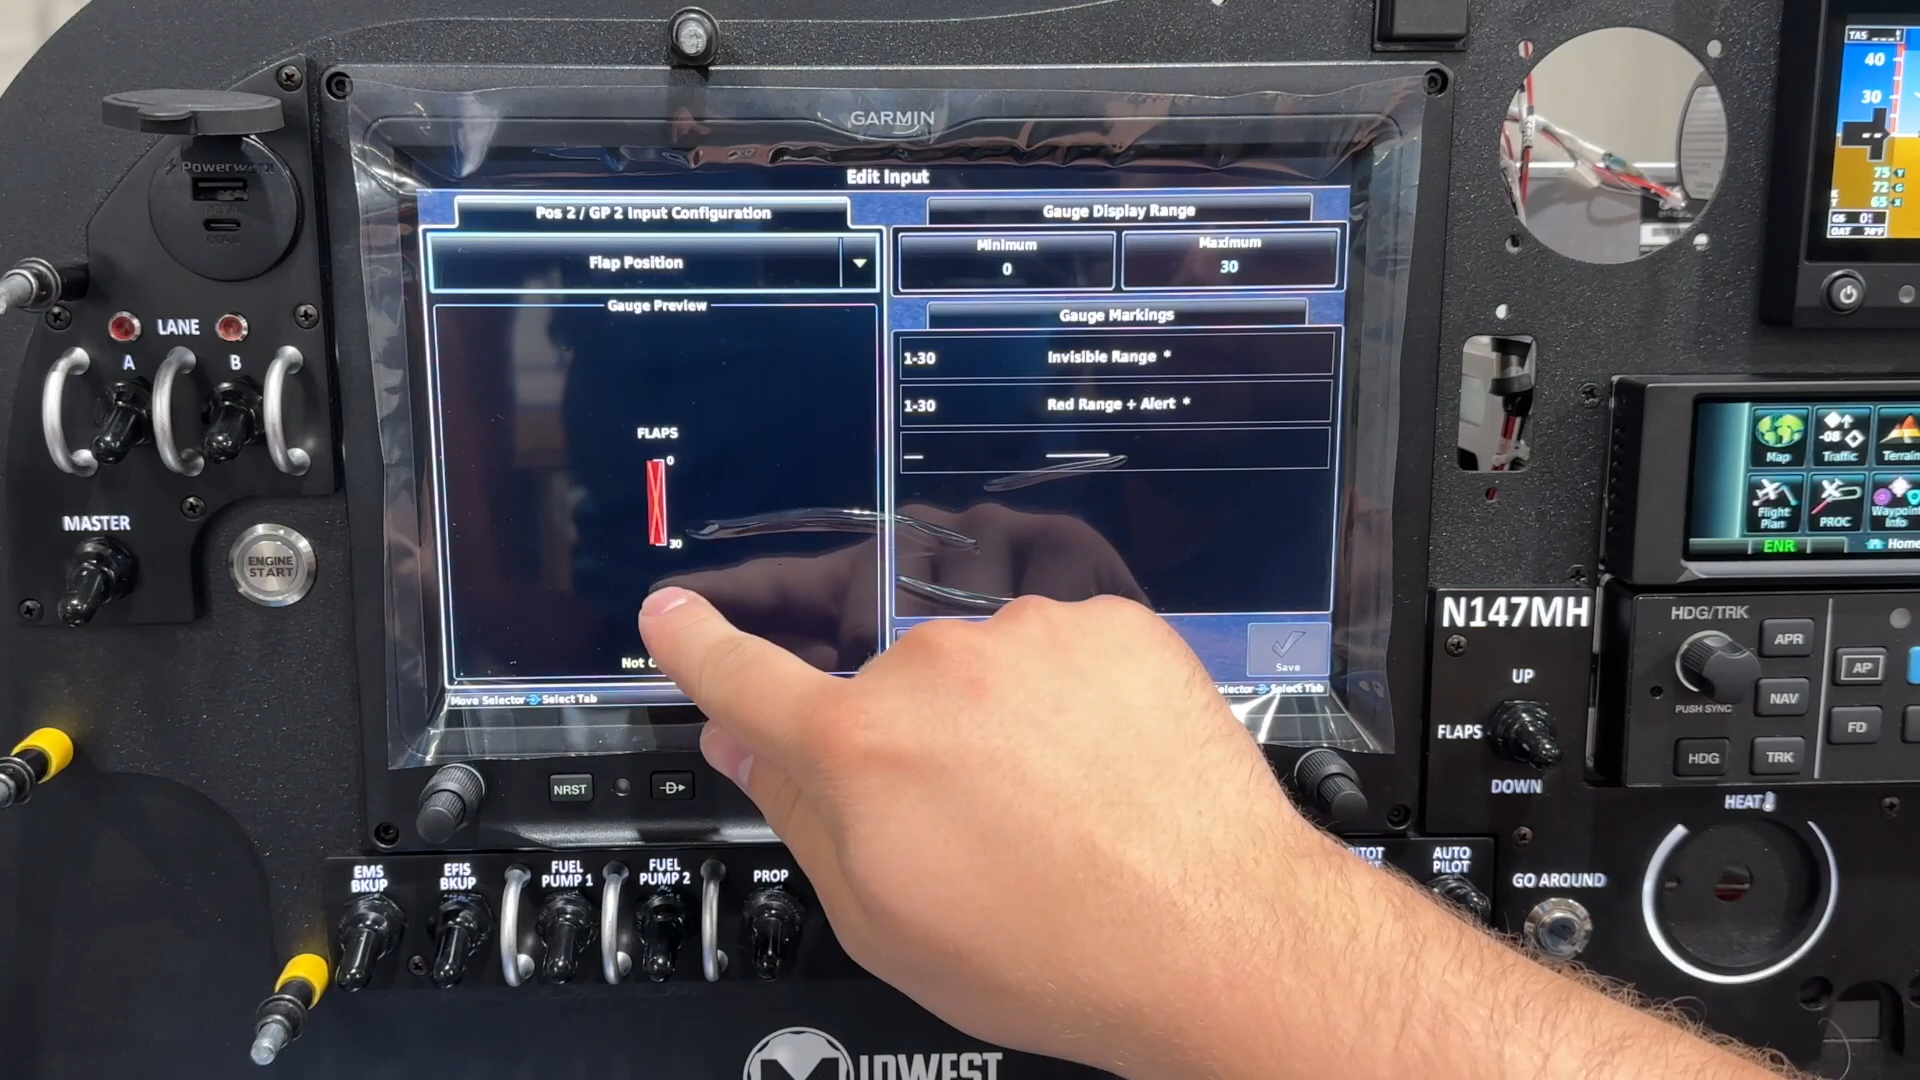 GARMIN
Edit Input
Pos 2 / GP 2 Input Configuration
Flap Position
Gauge Preview
FLAPS
0
30
Not
Move Selector Select Tab
Gauge Display Range
Minimum
0
Maximum
30
Gauge Markings
1-30 Invisible Range *
1-30 Red Range + Alert *
Save
Select Tab
NRST
D
LANE
A
B
MASTER
ENGINE
START
EMS
BKUP
EFIS
BKUP
FUEL
PUMP 1
FUEL
PUMP 2
PROP
AUTO
PILOT
GO AROUND
HEAT
N147MH
UP
FLAPS
DOWN
HDG/TRK
PUSH SYNC
APR
NAV
HDG
TRK
AP
FD
Map
Traffic
-08
Terrain
Flight
Plan
PROC
Waypoint
Info
ENR
Home
TAS
40
30
75
72 G
65
GS 0
OAT 74°F
IDWEST